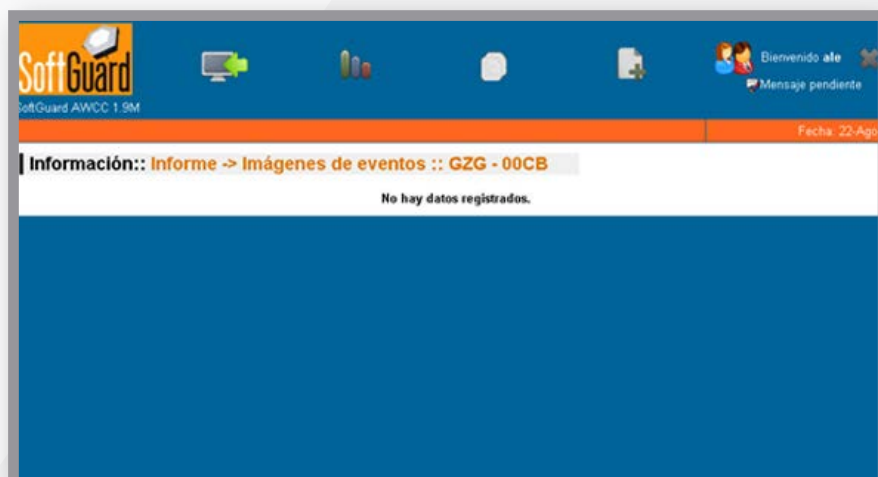 SoftGuard
SoftGuard AWCC 1.9M
Bienvenido ale
Mensaje pendiente
Fecha: 22-Ago
Información:: Informe -> Imágenes de eventos :: GZG - 00CB
No hay datos registrados.